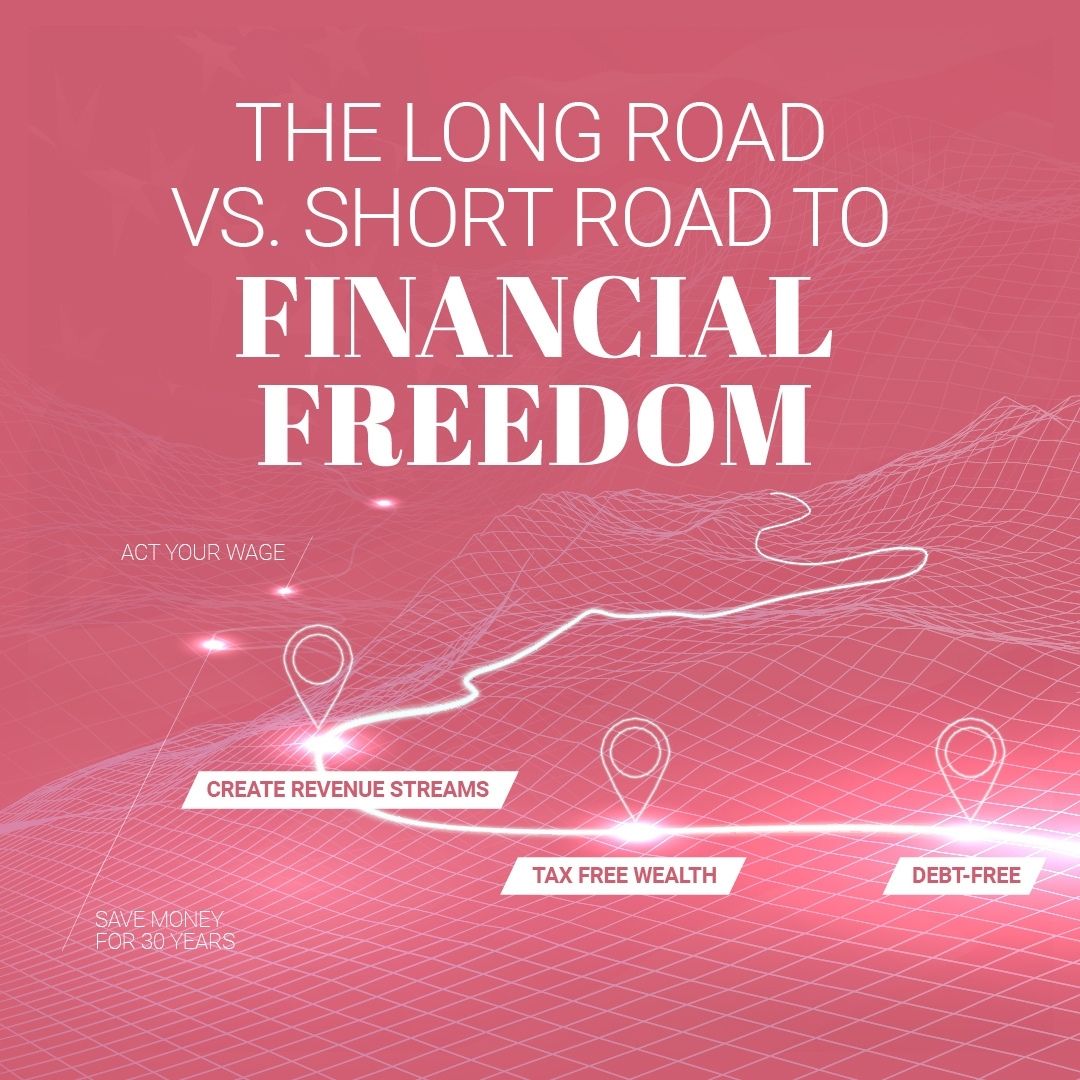 THE LONG ROAD
VS. SHORT ROAD TO
FINANCIAL
FREEDOM
ACT YOUR WAGE
CREATE REVENUE STREAMS
TAX FREE WEALTH
DEBT-FREE
SAVE MONEY
FOR 30 YEARS